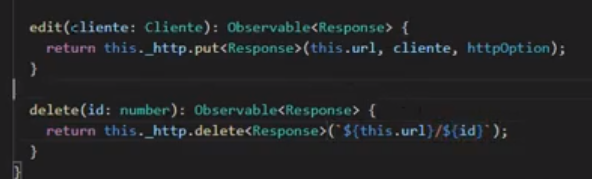 edit(cliente: Cliente): Observable<Response> {
return this._http.put<Response>(this.url, cliente, httpOption);
}
delete(id: number): Observable<Response> {
return this._http.delete<Response>(`${this.url}/${id}`);
}
}